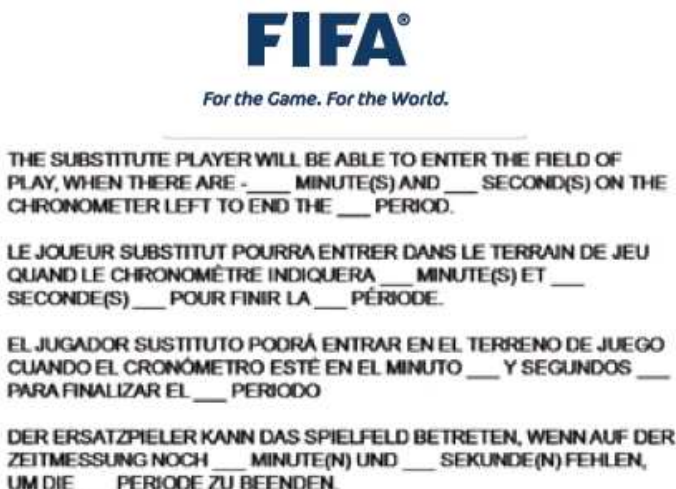 FIFA®
For the Game. For the World.
THE SUBSTITUTE PLAYER WILL BE ABLE TO ENTER THE FIELD OF
PLAY, WHEN THERE ARE -____ MINUTE(S) AND ___ SECOND(S) ON THE
CHRONOMETER LEFT TO END THE ___ PERIOD.
LE JOUEUR SUBSTITUT POURRA ENTRER DANS LE TERRAIN DE JEU
QUAND LE CHRONOMÈTRE INDIQUERA ___ MINUTE(S) ET ___
SECONDE(S) ___ POUR FINIR LA ___ PÉRIODE.
EL JUGADOR SUSTITUTO PODRÁ ENTRAR EN EL TERRENO DE JUEGO
CUANDO EL CRONÓMETRO ESTÉ EN EL MINUTO ___ Y SEGUNDOS ___
PARA FINALIZAR EL ___ PERIODO
DER ERSATZPIELER KANN DAS SPIELFELD BETRETEN, WENN AUF DER
ZEITMESSUNG NOCH ___ MINUTE(N) UND ___ SEKUNDE(N) FEHLEN,
UM DIE ___ PERIODE ZU BEENDEN.